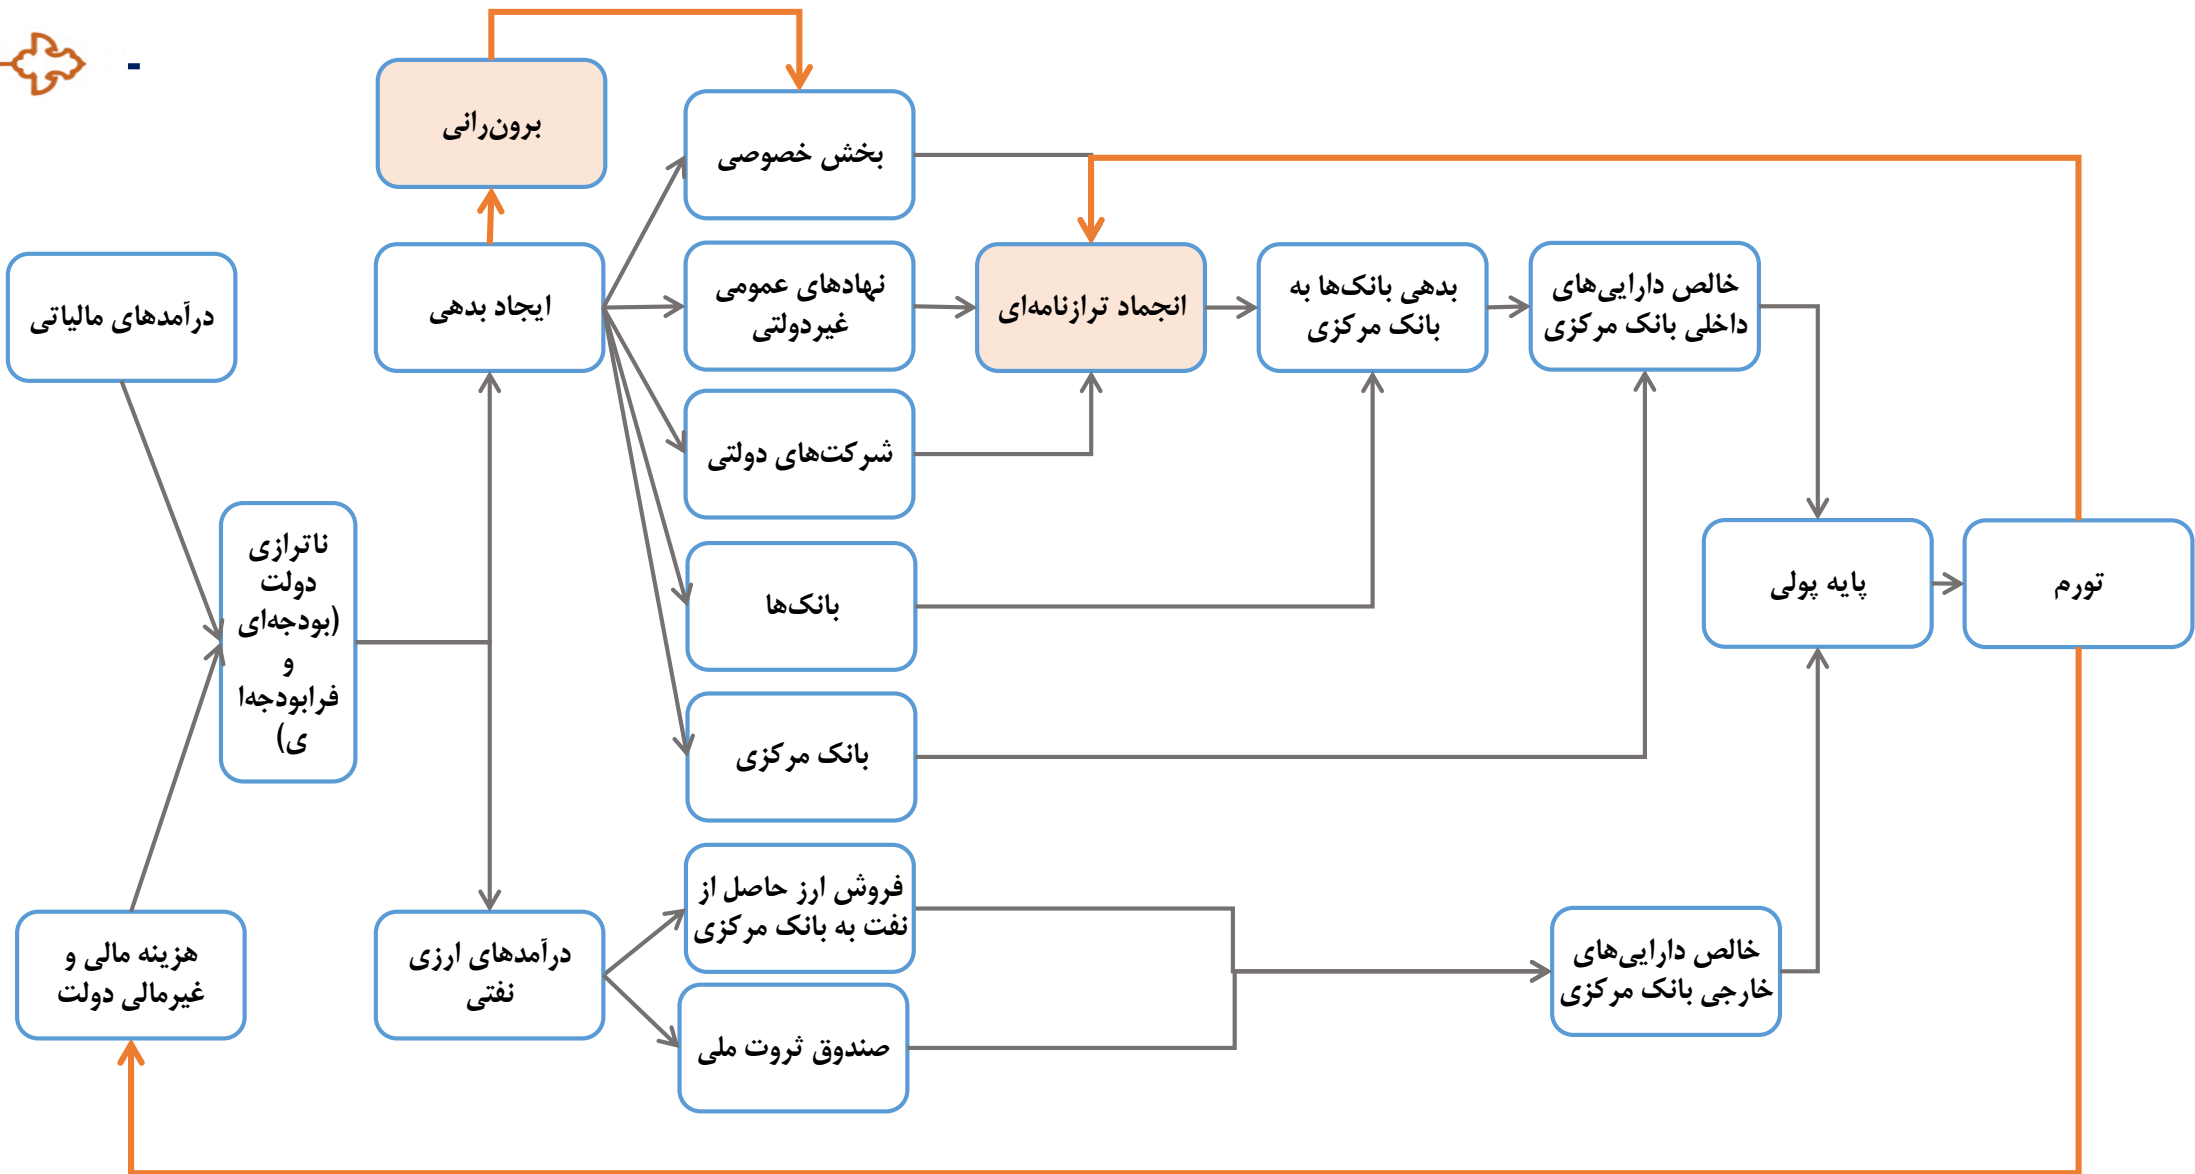 برون‌رانی
بخش خصوصی
درآمدهای مالیاتی
ایجاد بدهی
نهادهای عمومی
غیردولتی
انجماد ترازنامه‌ای
بدهی بانک‌ها به
بانک مرکزی
خالص دارایی‌های
داخلی بانک مرکزی
شرکت‌های دولتی
ناترازی
دولت
(بودجه‌ای
و
فرابودجه‌ا
ی)
بانک‌ها
پایه پولی
تورم
بانک مرکزی
هزینه مالی و
غیرمالی دولت
درآمدهای ارزی
نفتی
فروش ارز حاصل از
نفت به بانک مرکزی
صندوق ثروت ملی
خالص دارایی‌های
خارجی بانک مرکزی